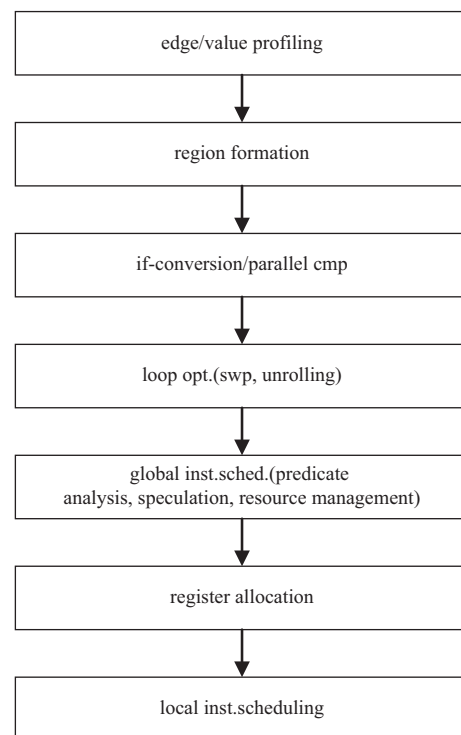 edge/value profiling
region formation
if-conversion/parallel cmp
loop opt.(swp, unrolling)
global inst.sched.(predicate
analysis, speculation, resource management)
register allocation
local inst.scheduling